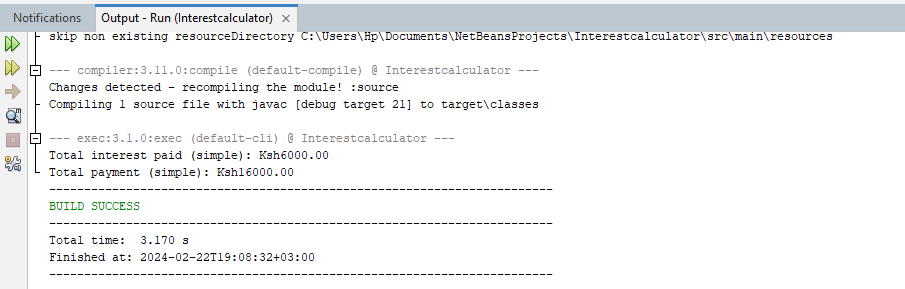 Notifications
Output - Run (Interestcalculator) ×
skip non existing resourceDirectory C:\Users\Hp\Documents\NetBeansProjects\Interestcalculator\src\main\resources
--- compiler:3.11.0:compile (default-compile) @ Interestcalculator ---
Changes detected - recompiling the module! :source
Compiling 1 source file with javac [debug target 21] to target\classes
--- exec:3.1.0:exec (default-cli) @ Interestcalculator ---
Total interest paid (simple): Ksh6000.00
Total payment (simple): Ksh16000.00
------------------------------------------------------------------------
BUILD SUCCESS
------------------------------------------------------------------------
Total time:  3.170 s
Finished at: 2024-02-22T19:08:32+03:00
------------------------------------------------------------------------